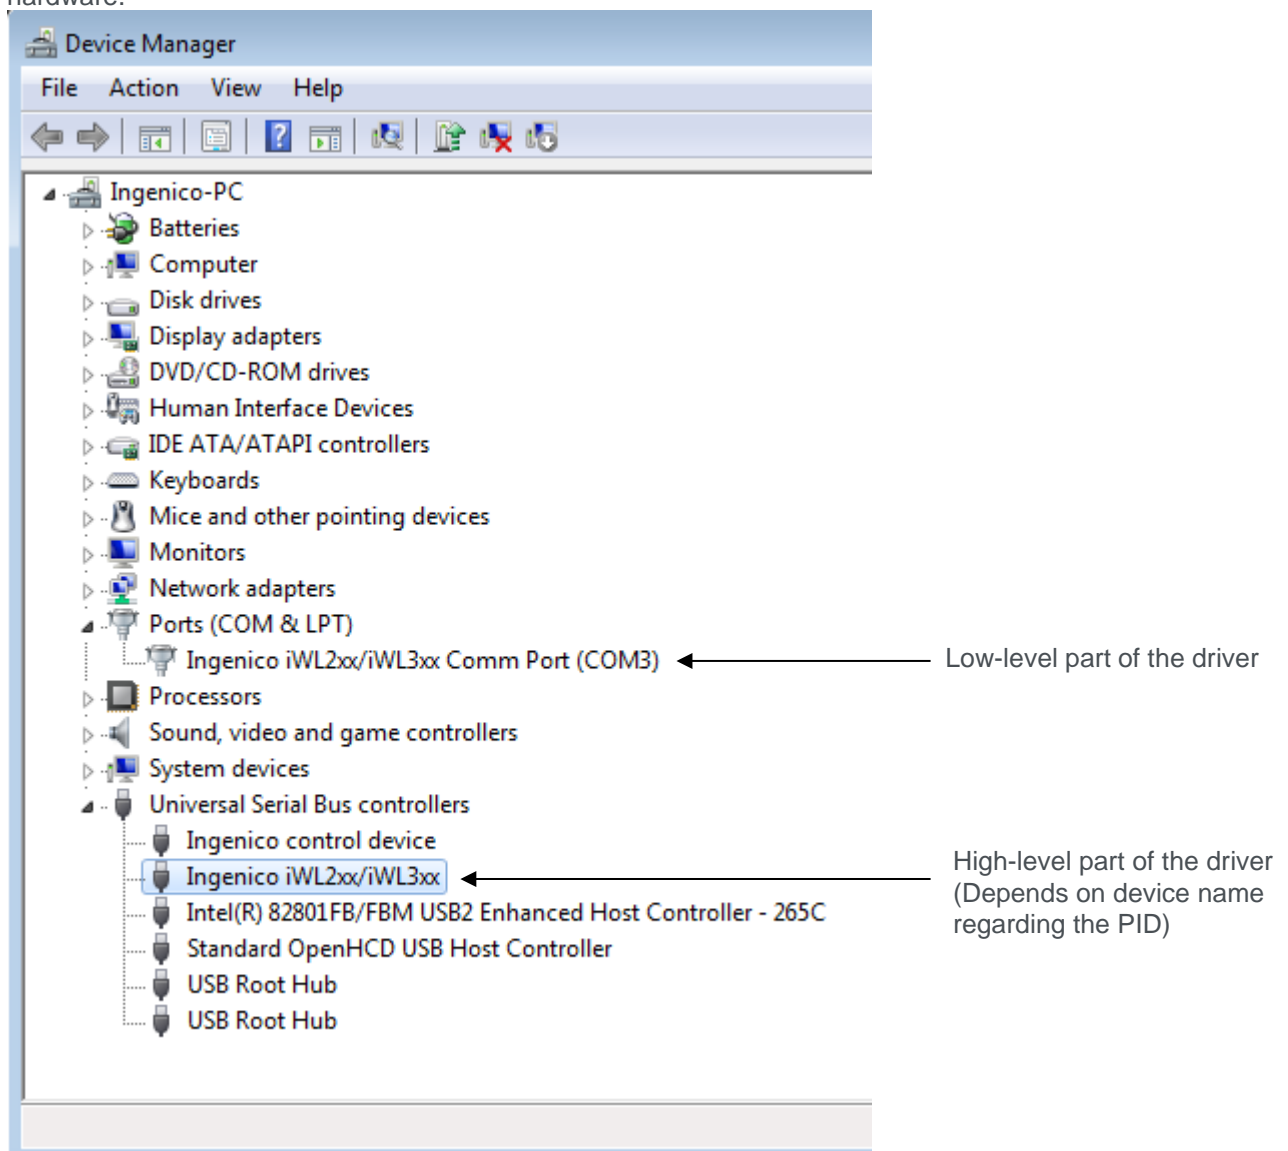 hardware.
Device Manager
File Action View Help
Ingenico-PC
Batteries
Computer
Disk drives
Display adapters
DVD/CD-ROM drives
Human Interface Devices
IDE ATA/ATAPI controllers
Keyboards
Mice and other pointing devices
Monitors
Network adapters
Ports (COM & LPT)
Ingenico iWL2xx/iWL3xx Comm Port (COM3)
Low-level part of the driver
Processors
Sound, video and game controllers
System devices
Universal Serial Bus controllers
Ingenico control device
Ingenico iWL2xx/iWL3xx
High-level part of the driver
(Depends on device name
regarding the PID)
Intel(R) 82801FB/FBM USB2 Enhanced Host Controller - 265C
Standard OpenHCD USB Host Controller
USB Root Hub
USB Root Hub